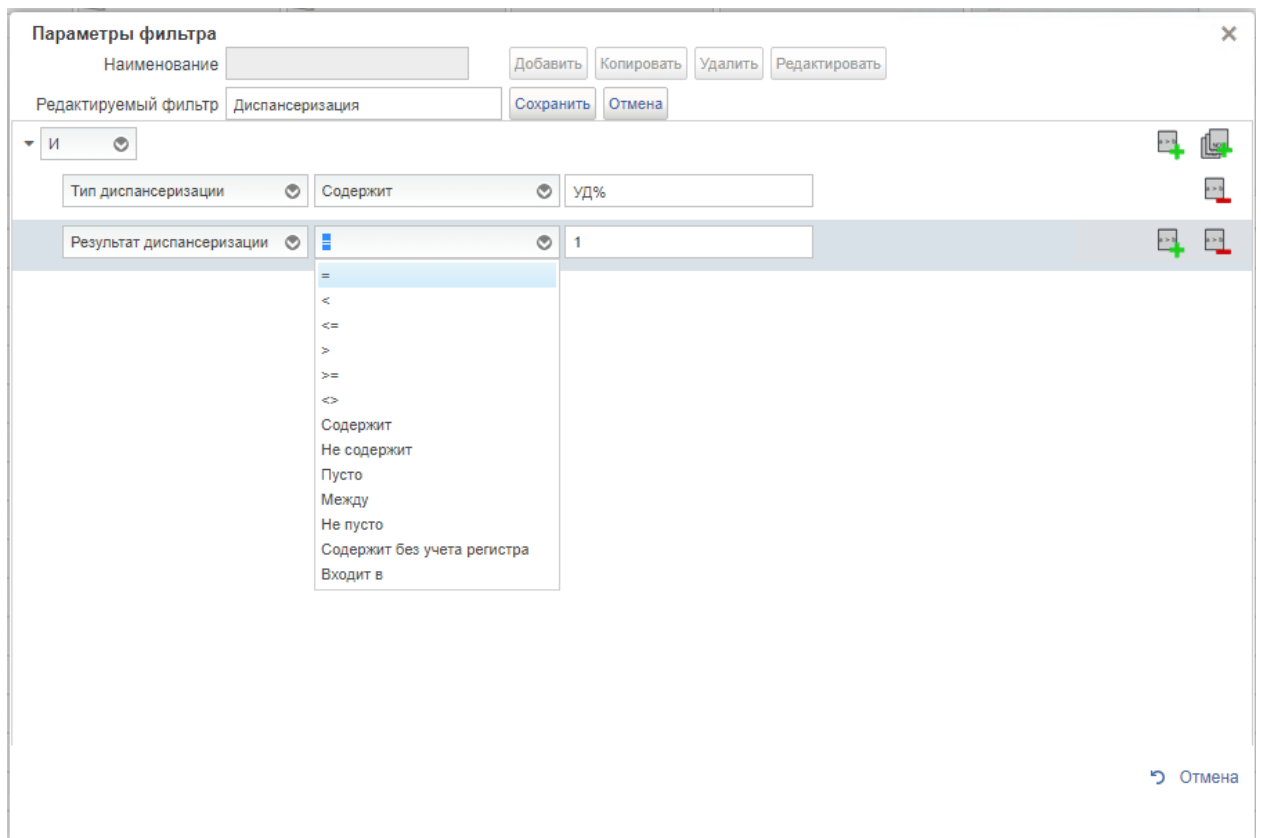 Параметры фильтра
Наименование Добавить Копировать Удалить Редактировать
Редактируемый фильтр Диспансеризация Сохранить Отмена
И
Тип диспансеризации Содержит УД%
Результат диспансеризации = 1
=
<
<=
>
>=
<>
Содержит
Не содержит
Пусто
Между
Не пусто
Содержит без учета регистра
Входит в
Отмена